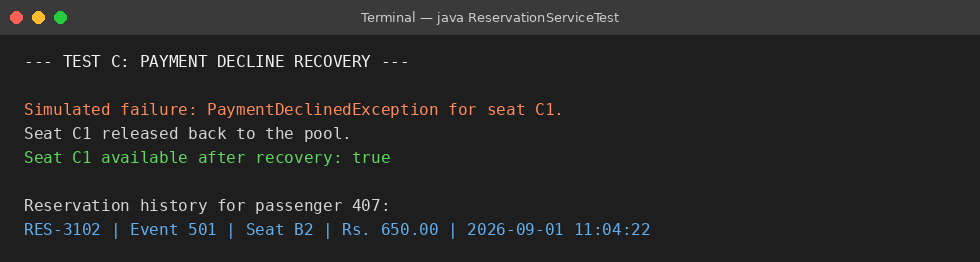 Terminal — java ReservationServiceTest
--- TEST C: PAYMENT DECLINE RECOVERY ---
Simulated failure: PaymentDeclinedException for seat C1.
Seat C1 released back to the pool.
Seat C1 available after recovery: true
Reservation history for passenger 407:
RES-3102 | Event 501 | Seat B2 | Rs. 650.00 | 2026-09-01 11:04:22